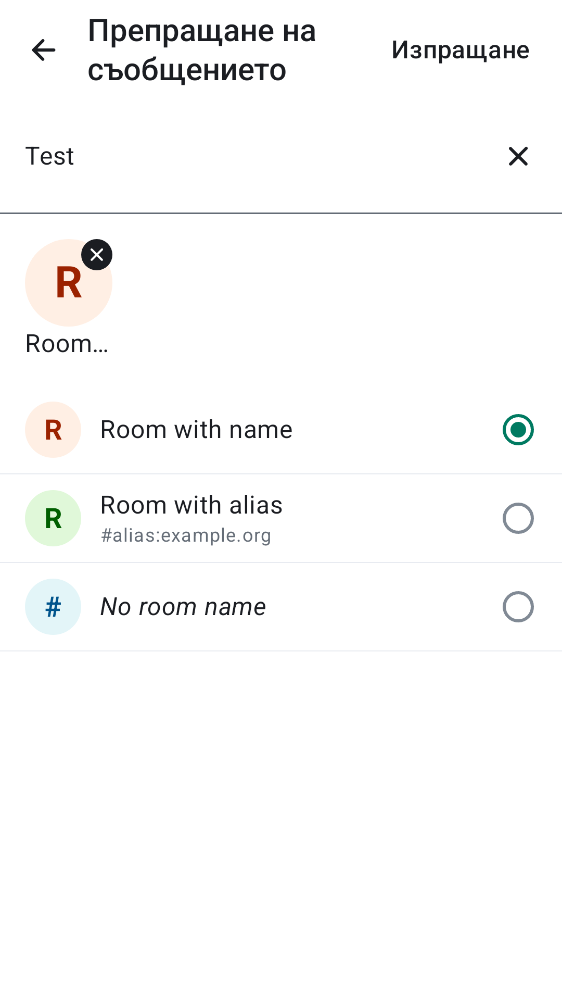 Препращане на
съобщението
Изпращане
Test
R
Room…
R
Room with name
R
Room with alias
#alias:example.org
#
No room name